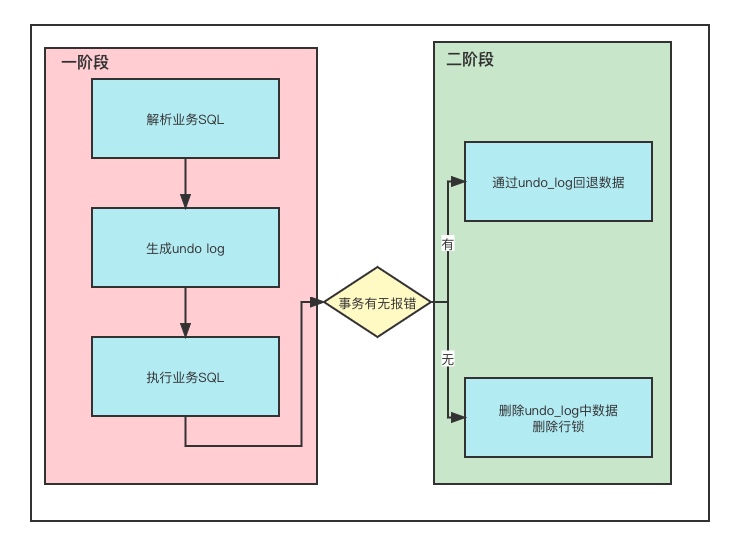 一阶段
解析业务SQL
生成undo log
执行业务SQL
事务有无报错
二阶段
有
通过undo_log回退数据
无
删除undo_log中数据
删除行锁